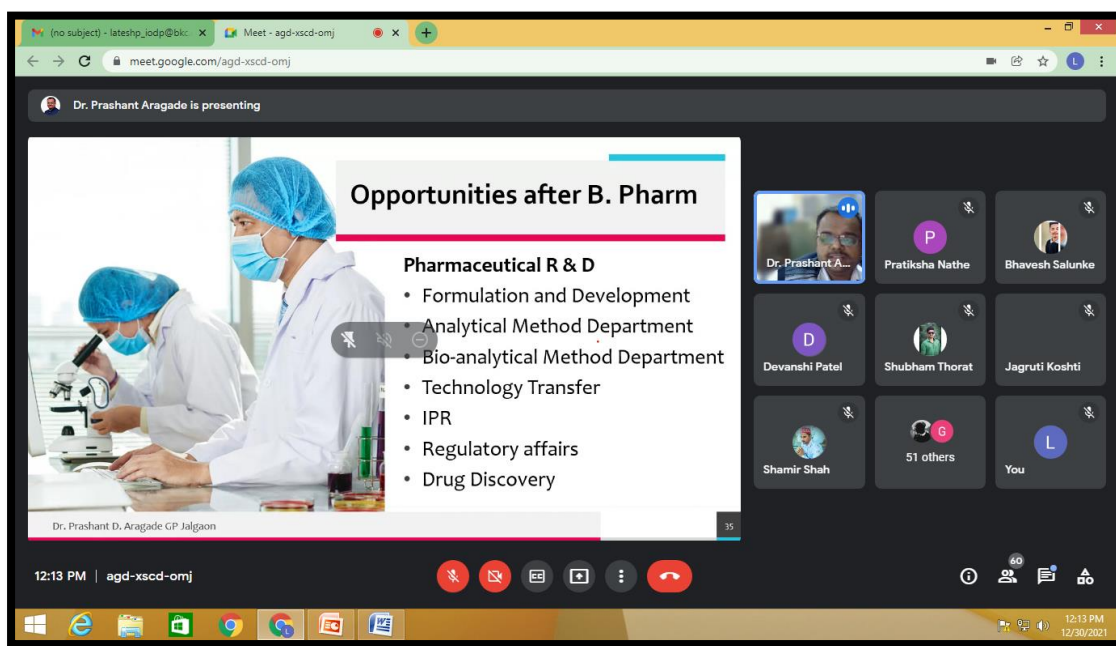 (no subject) - lateshp_iodp@bkc
Meet - agd-xscd-omj
meet.google.com/agd-xscd-omj
L
Dr. Prashant Aragade is presenting
Opportunities after B. Pharm
Pharmaceutical R & D
• Formulation and Development
• Analytical Method Department
• Bio-analytical Method Department
• Technology Transfer
• IPR
• Regulatory affairs
• Drug Discovery
Dr. Prashant D. Aragade GP Jalgaon
35
Dr. Prashant A...
P
Pratiksha Nathe
Bhavesh Salunke
D
Devanshi Patel
Shubham Thorat
Jagruti Koshti
Shamir Shah
G
51 others
L
You
12:13 PM | agd-xscd-omj
CC
60
L
12:13 PM
12/30/2021